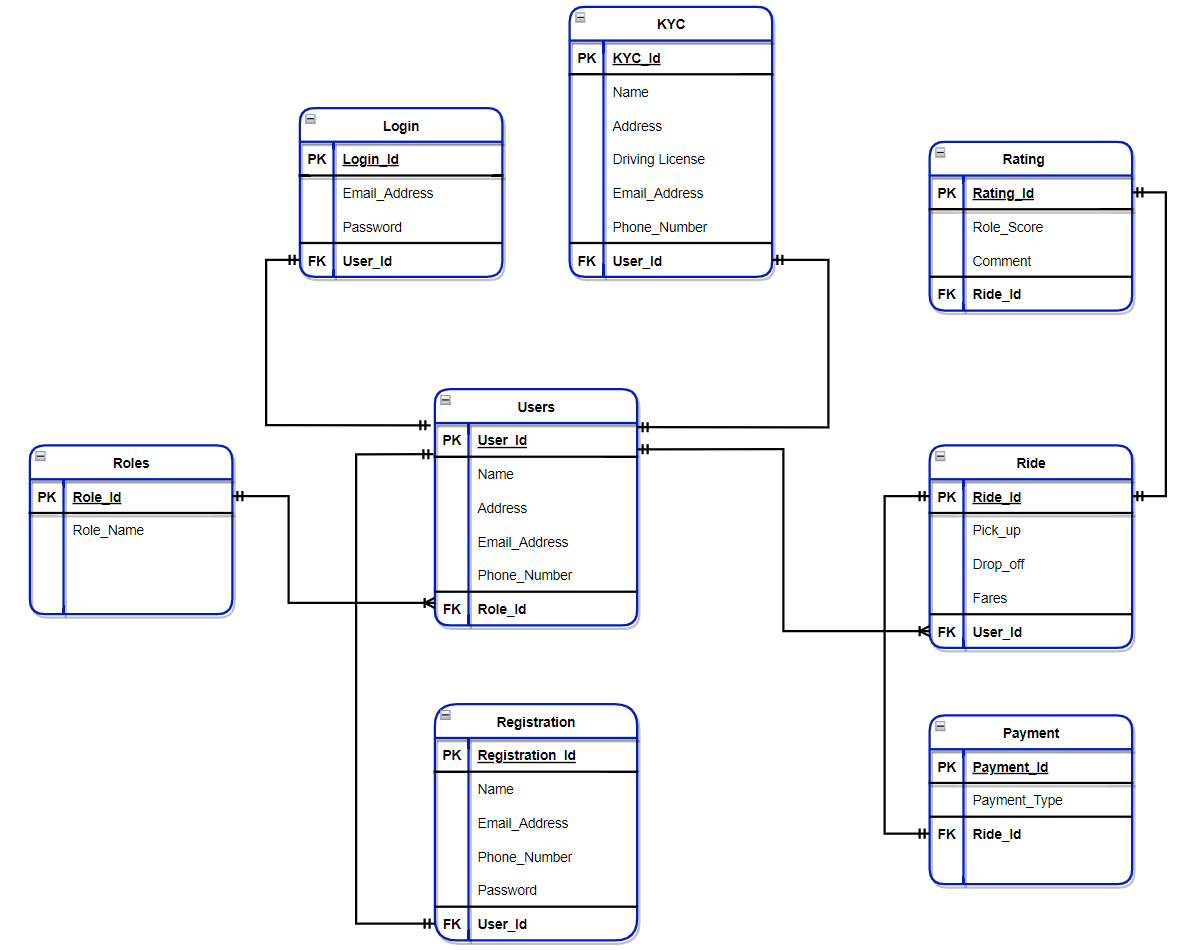 KYC
PK KYC_Id
Name
Address
Driving License
Email_Address
Phone_Number
FK User_Id
Login
PK Login_Id
Email_Address
Password
FK User_Id
Rating
PK Rating_Id
Role_Score
Comment
FK Ride_Id
Users
PK User_Id
Name
Address
Email_Address
Phone_Number
FK Role_Id
Roles
PK Role_Id
Role_Name
Ride
PK Ride_Id
Pick_up
Drop_off
Fares
FK User_Id
Registration
PK Registration_Id
Name
Email_Address
Phone_Number
Password
FK User_Id
Payment
PK Payment_Id
Payment_Type
FK Ride_Id